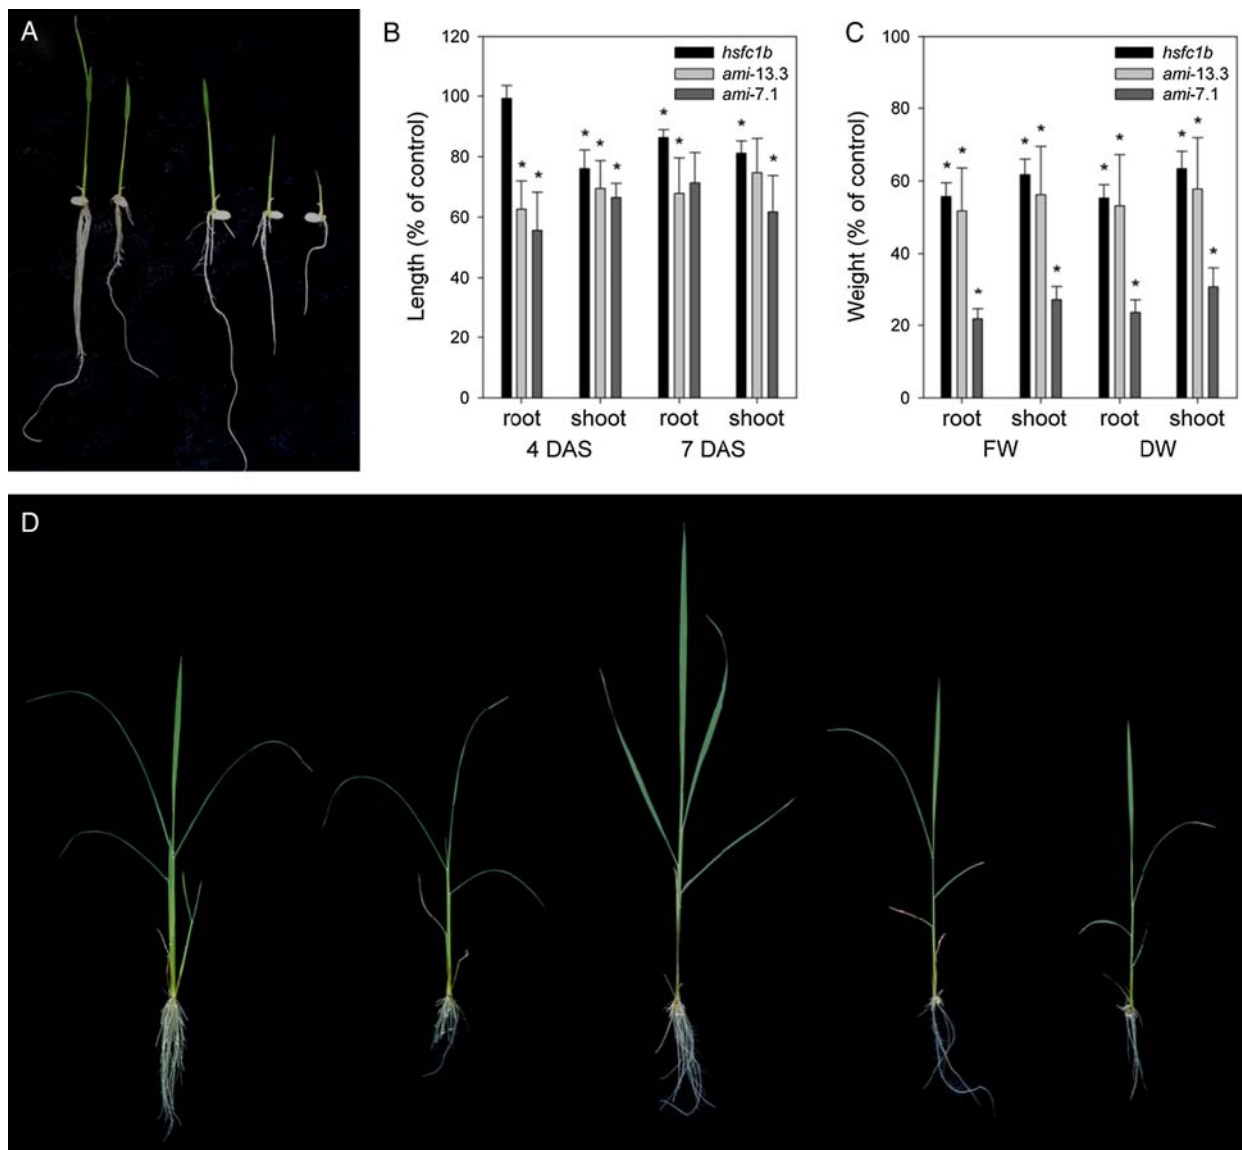 A
B
120
100
80
60
40
20
0
Length (% of control)
hsfc1b
ami-13.3
ami-7.1
* * * * * * * * *
root shoot root shoot
4 DAS 7 DAS
C
100
80
60
40
20
0
Weight (% of control)
hsfc1b
ami-13.3
ami-7.1
* * * * * * * * * * * *
root shoot root shoot
FW DW
D